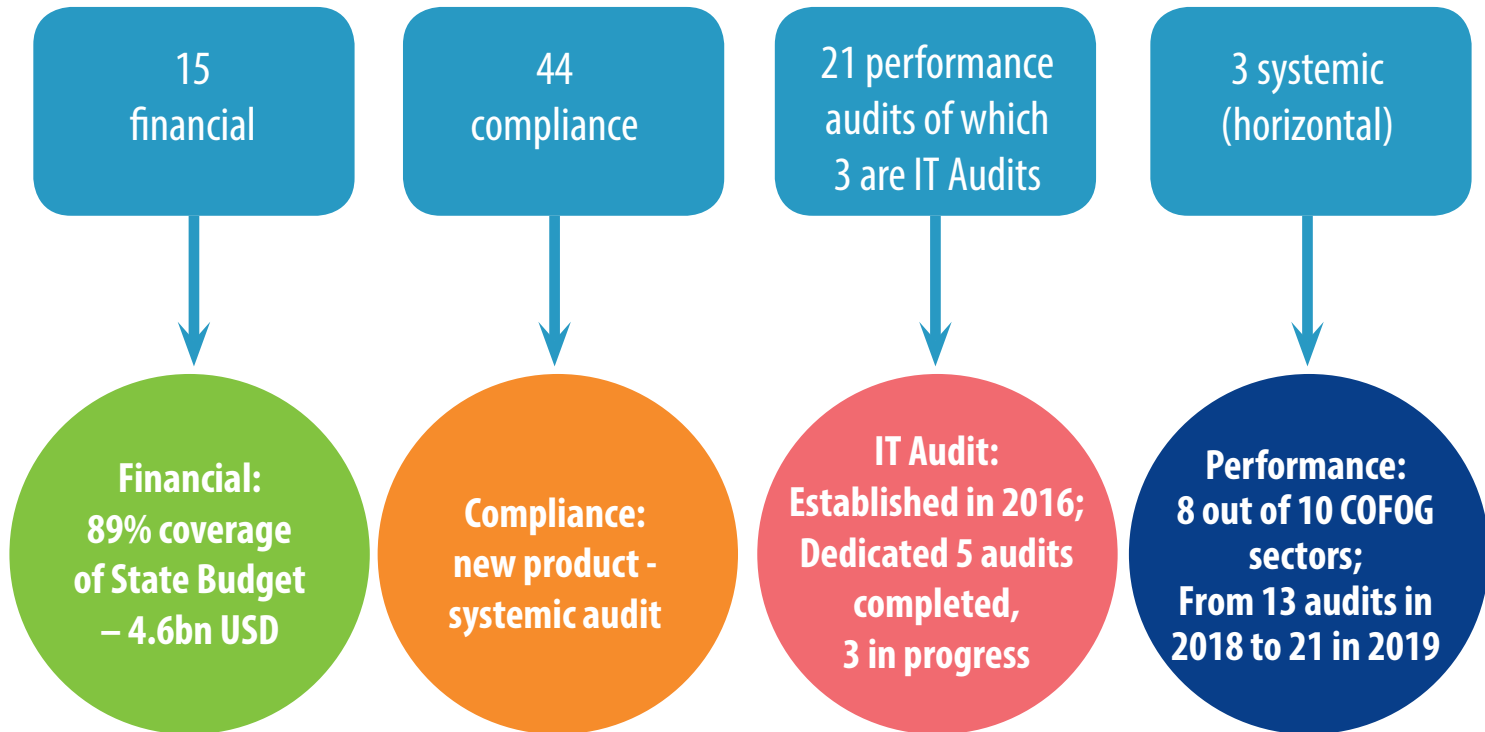 15
financial
44
compliance
21 performance
audits of which
3 are IT Audits
3 systemic
(horizontal)
Financial:
89% coverage
of State Budget
– 4.6bn USD
Compliance:
new product -
systemic audit
IT Audit:
Established in 2016;
Dedicated 5 audits
completed,
3 in progress
Performance:
8 out of 10 COFOG
sectors;
From 13 audits in
2018 to 21 in 2019